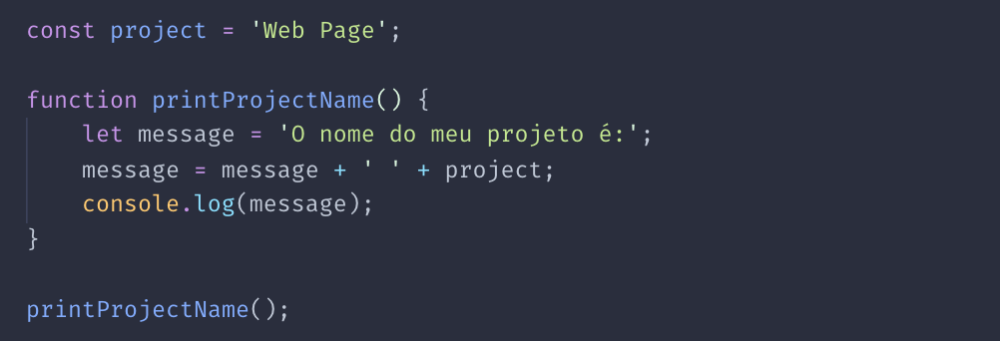 const project = 'Web Page';
function printProjectName() {
let message = 'O nome do meu projeto é:';
message = message + ' ' + project;
console.log(message);
}
printProjectName();